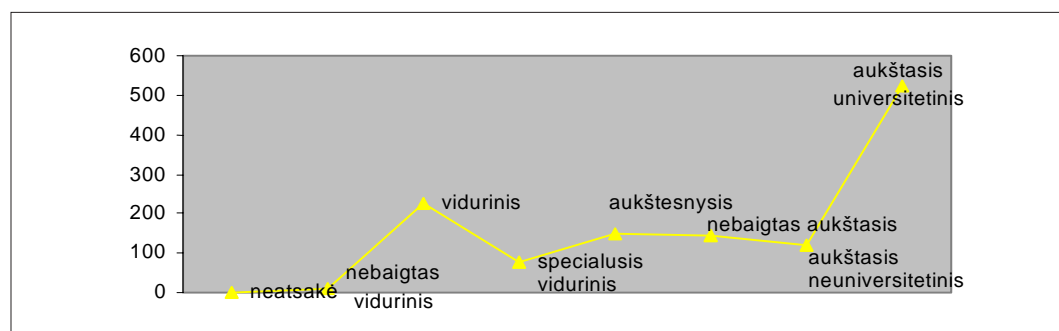 600
500
400
300
200
100
0
neatsakė
nebaigtas
vidurinis
vidurinis
specialusis
vidurinis
aukštesnysis
nebaigtas aukštasis
aukštasis
neuniversitetinis
aukštasis
universitetinis